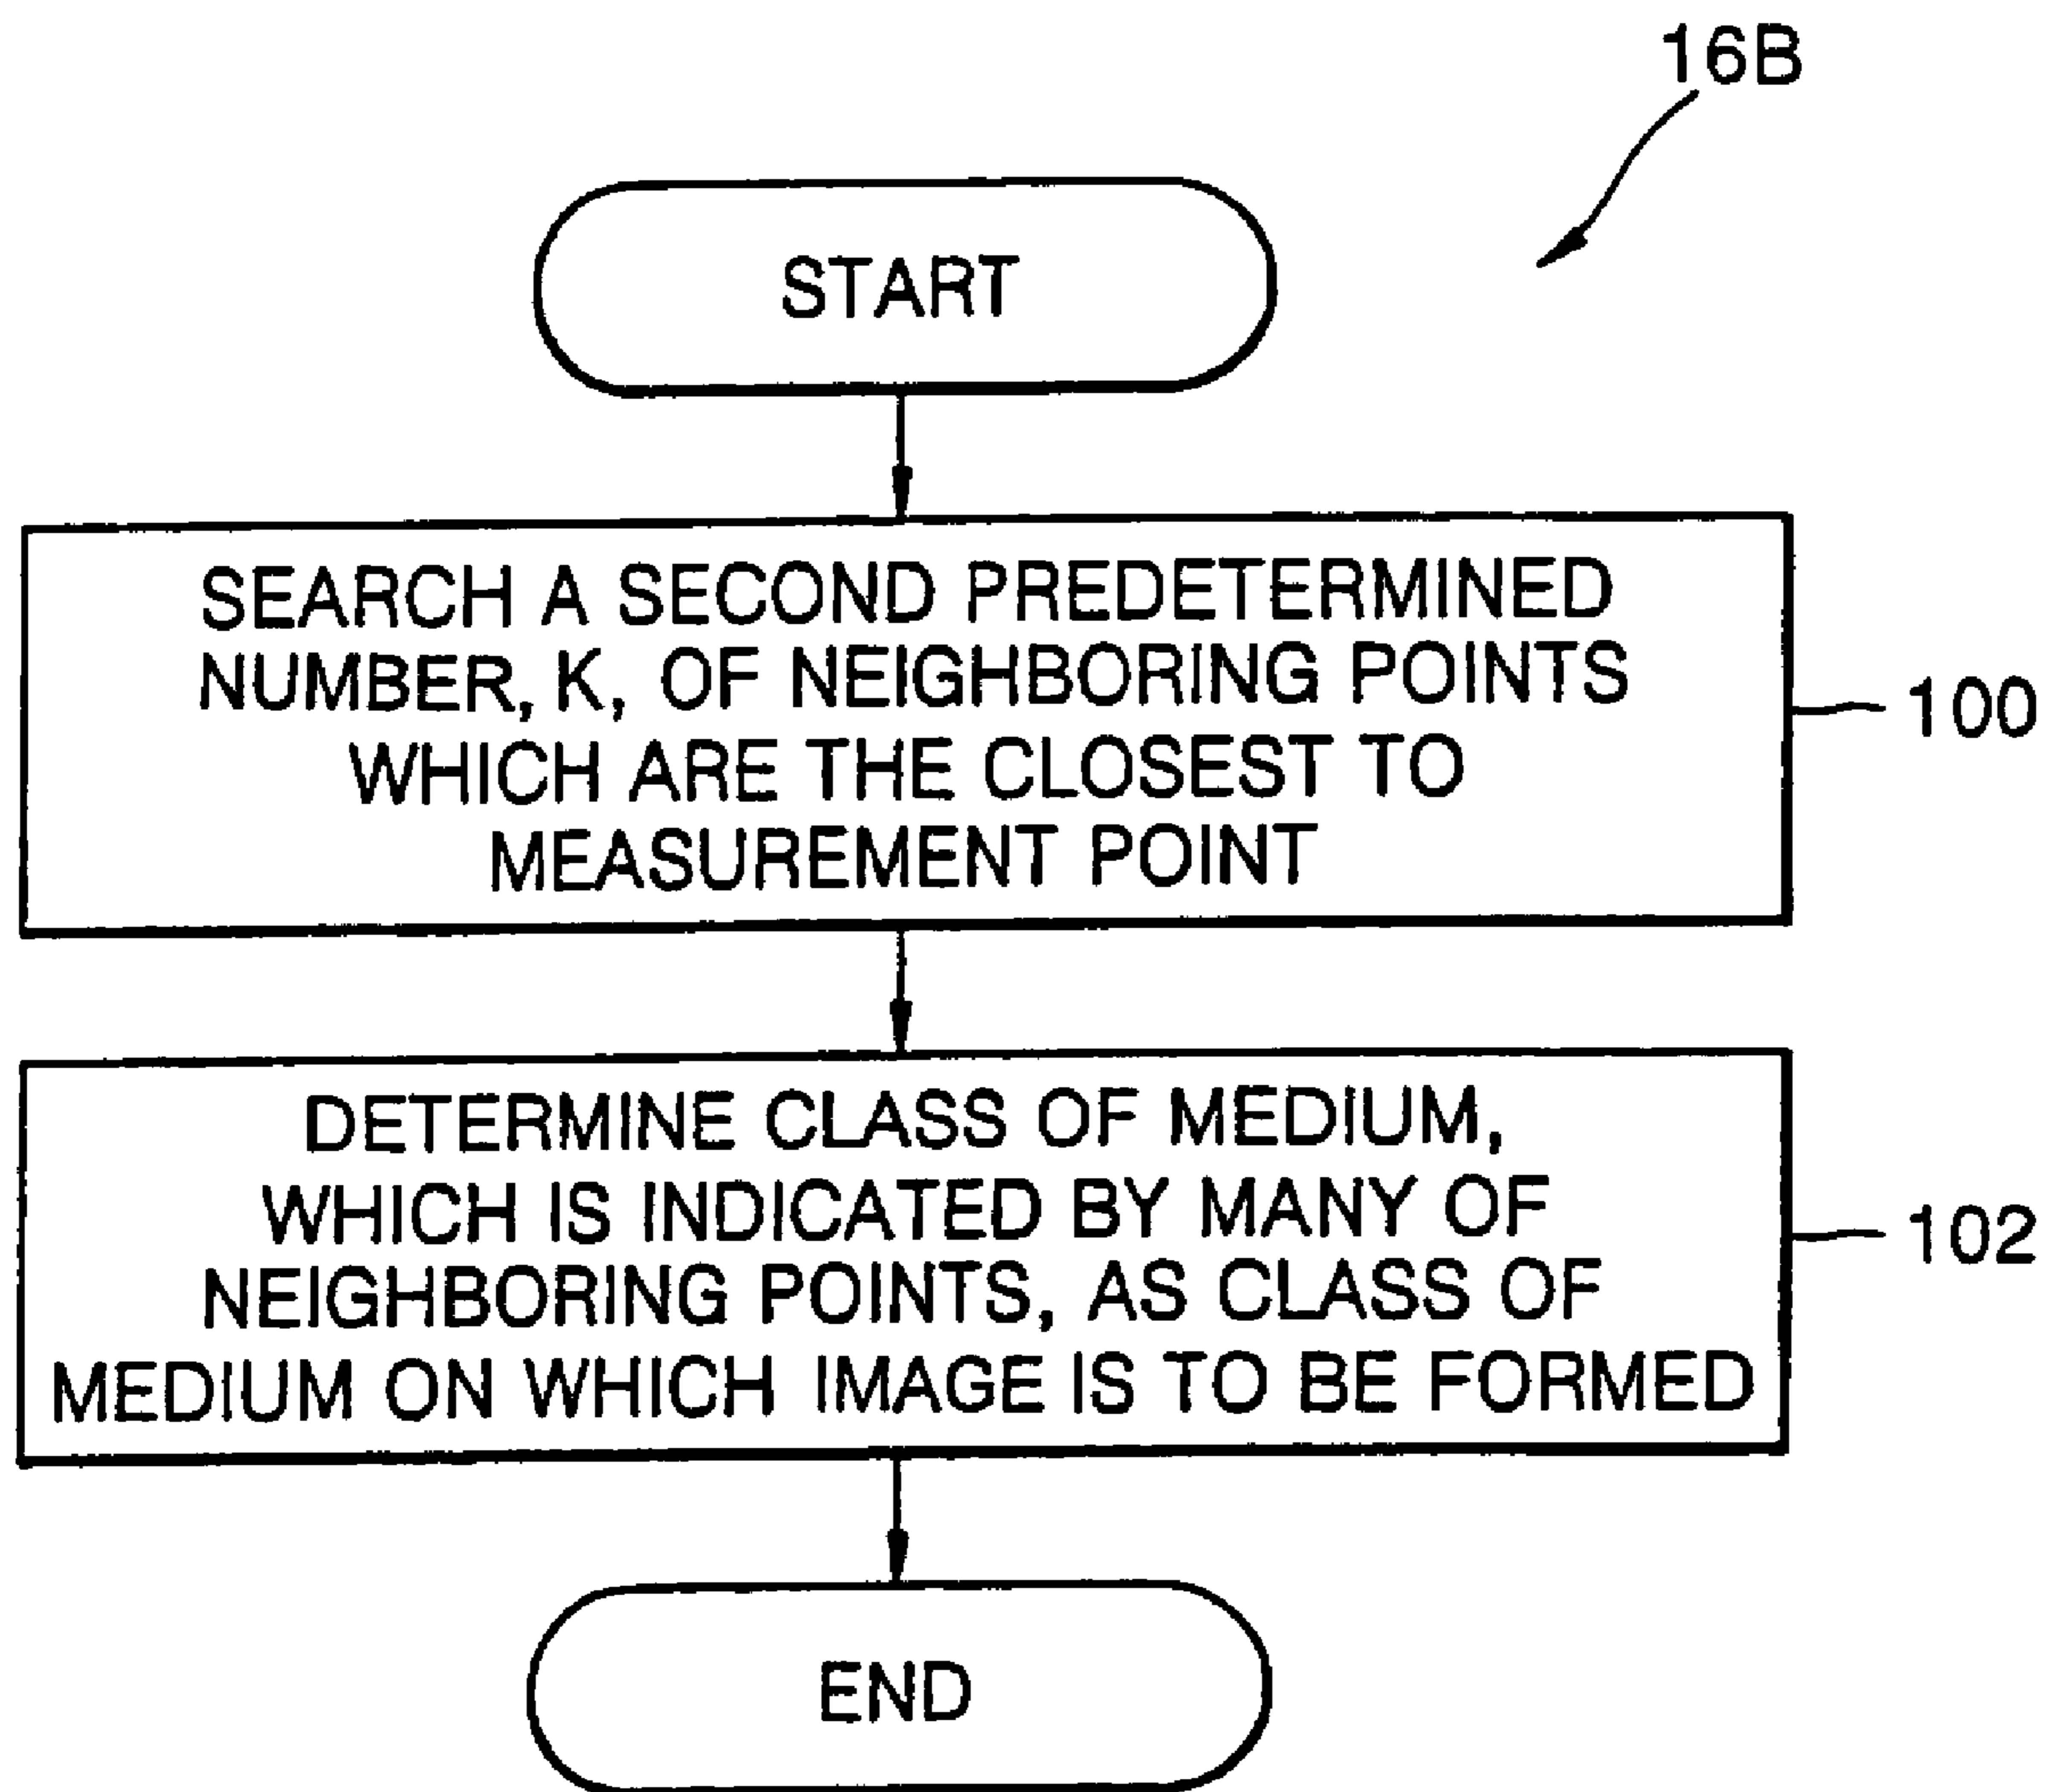 16B
START
SEARCH A SECOND PREDETERMINED
NUMBER, K, OF NEIGHBORING POINTS
WHICH ARE THE CLOSEST TO
MEASUREMENT POINT
100
DETERMINE CLASS OF MEDIUM,
WHICH IS INDICATED BY MANY OF
NEIGHBORING POINTS, AS CLASS OF
MEDIUM ON WHICH IMAGE IS TO BE FORMED
102
END